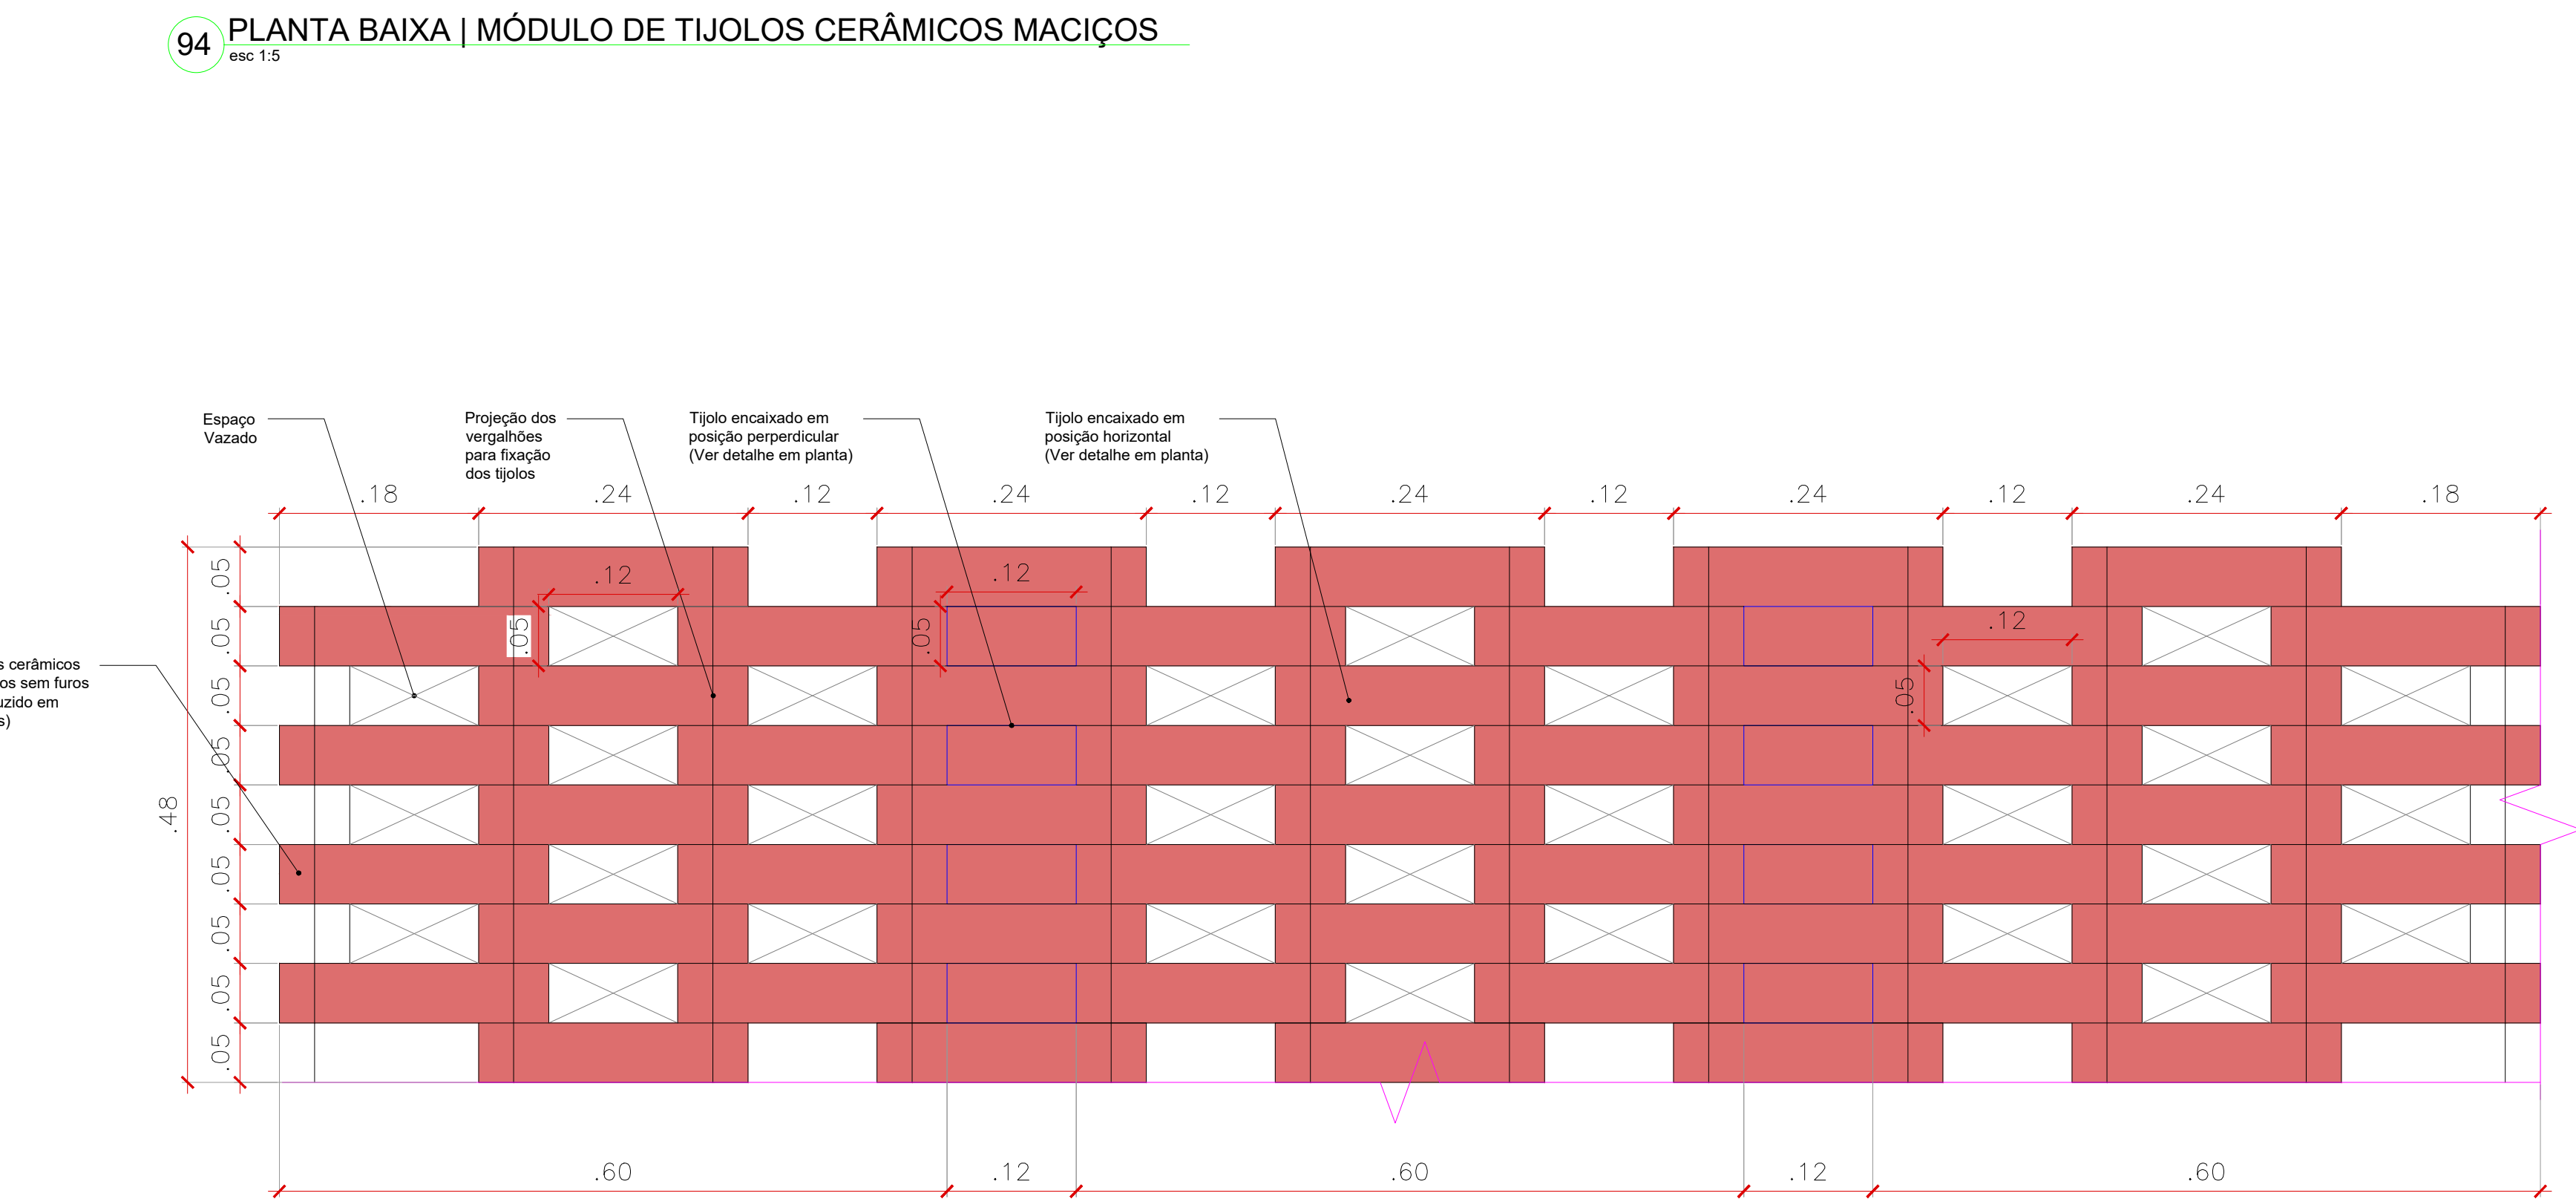 94
PLANTA BAIXA | MÓDULO DE TIJOLOS CERÂMICOS MACIÇOS
esc 1:5
Espaço
Vazado
Projeção dos
vergalhões
para fixação
dos tijolos
Tijolo encaixado em
posição perperdicular
(Ver detalhe em planta)
Tijolo encaixado em
posição horizontal
(Ver detalhe em planta)
.18 .24 .12 .24 .12 .24 .12 .24 .12 .24 .18
.05
.12 .12
.05 .05 .05
.12
cerâmicos
sem furos
em
.05 .05
.05
.48 .05
.05
.05
.05
.05
.60 .12 .60 .12 .60